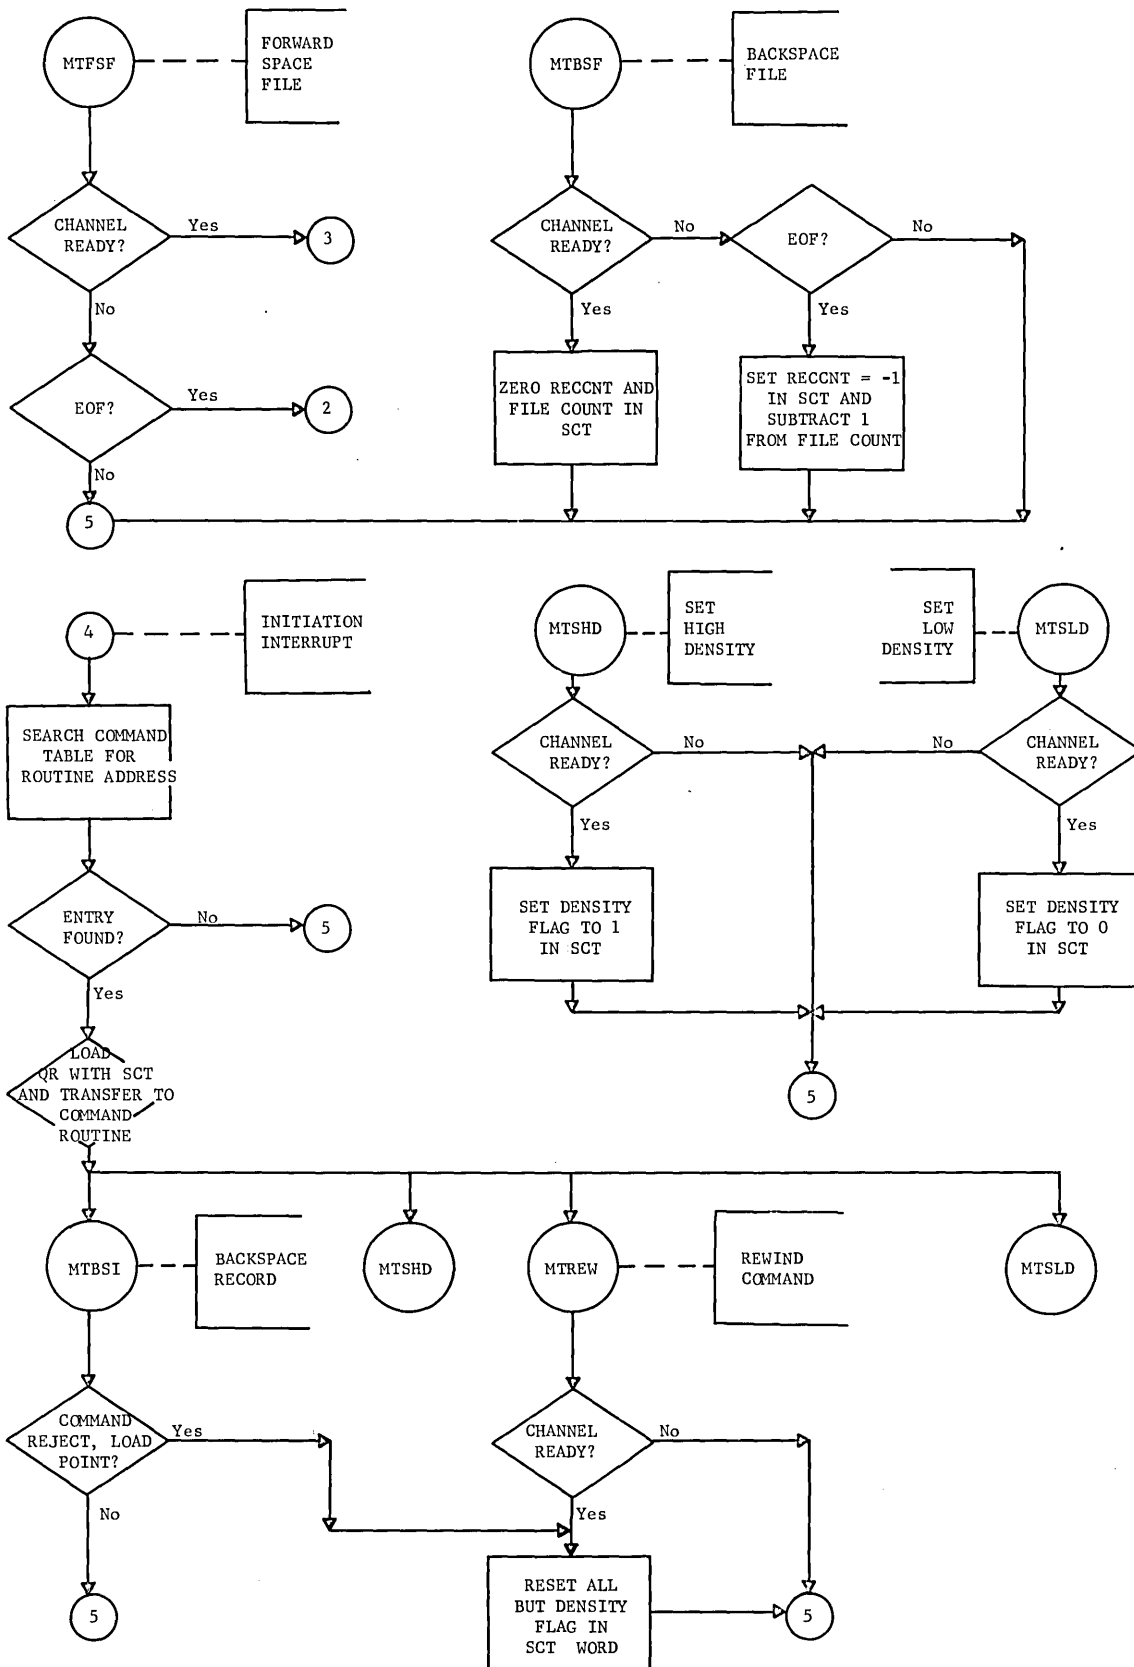 MTFSF
FORWARD
SPACE
FILE
MTBSF
BACKSPACE
FILE
CHANNEL
READY?
Yes
3
No
EOF?
Yes
2
No
5
CHANNEL
READY?
No
EOF?
No
Yes
Yes
ZERO RECCNT AND
FILE COUNT IN
SCT
SET RECCNT = -1
IN SCT AND
SUBTRACT 1
FROM FILE COUNT
4
INITIATION
INTERRUPT
SEARCH COMMAND
TABLE FOR
ROUTINE ADDRESS
ENTRY
FOUND?
No
5
Yes
LOAD
QR WITH SCT
AND TRANSFER TO
COMMAND
ROUTINE
MTSHD
SET
HIGH
DENSITY
SET
LOW
DENSITY
MTSLD
CHANNEL
READY?
No
No
CHANNEL
READY?
Yes
Yes
SET DENSITY
FLAG TO 1
IN SCT
SET DENSITY
FLAG TO 0
IN SCT
5
MTBSI
BACKSPACE
RECORD
MTSHD
MTREW
REWIND
COMMAND
MTSLD
COMMAND
REJECT, LOAD
POINT?
Yes
No
5
CHANNEL
READY?
No
Yes
RESET ALL
BUT DENSITY
FLAG IN
SCT WORD
5